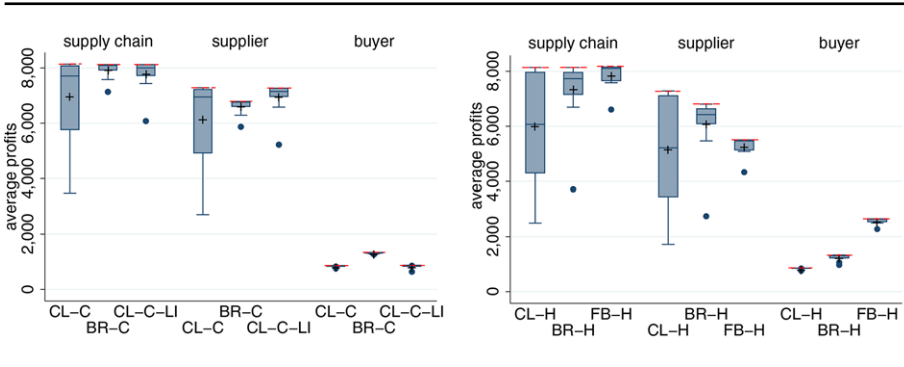 supply chain supplier buyer
average profits
8,000
6,000
4,000
2,000
0
CL−C CL−C−LI BR−C CL−C CL−C−LI
BR−C CL−C CL−C−LI BR−C
supply chain supplier buyer
average profits
8,000
6,000
4,000
2,000
0
CL−H FB−H BR−H CL−H FB−H
BR−H CL−H FB−H BR−H